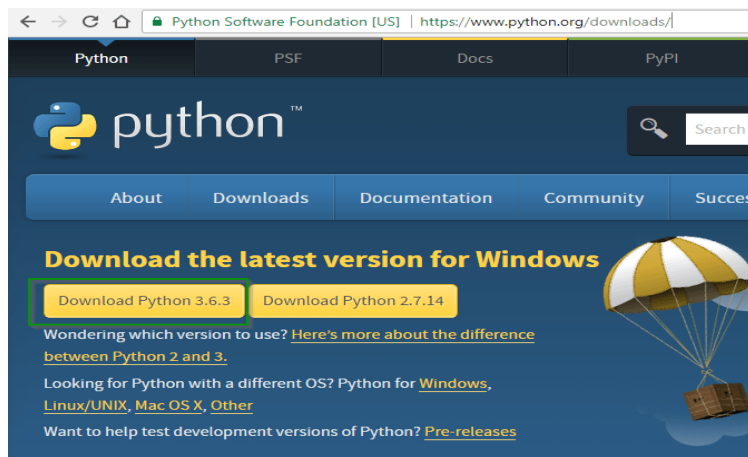 Python Software Foundation [US] | https://www.python.org/downloads/
Python PSF Docs PyPI
python™
Search
About Downloads Documentation Community
Download the latest version for Windows
Download Python 3.6.3 Download Python 2.7.14
Wondering which version to use? Here's more about the difference
between Python 2 and 3.
Looking for Python with a different OS? Python for Windows,
Linux/UNIX, Mac OS X, Other
Want to help test development versions of Python? Pre-releases